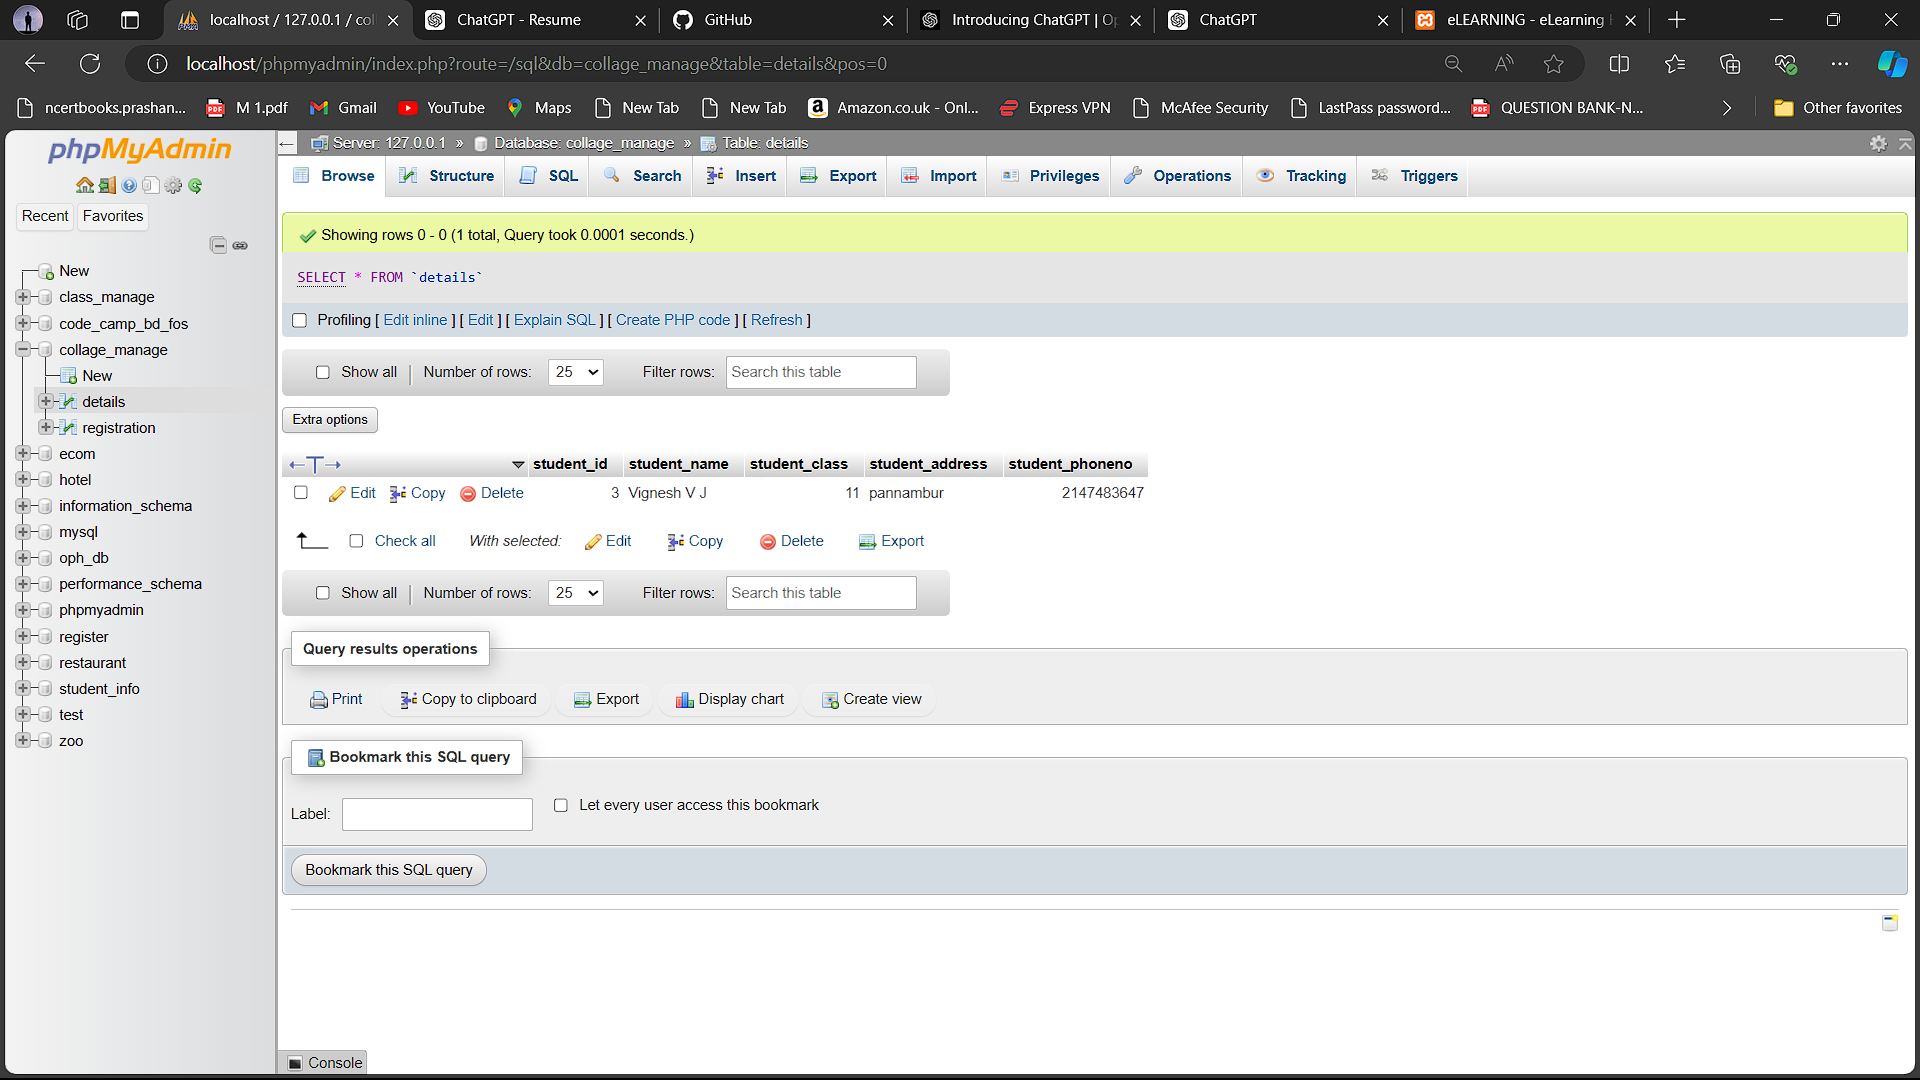 localhost / 127.0.0.1 / col
ChatGPT - Resume
GitHub
Introducing ChatGPT | Op
ChatGPT
eLEARNING - eLearning
localhost/phpmyadmin/index.php?route=/sql&db=collage_manage&table=details&pos=0
ncertbooks.prashan... M 1.pdf Gmail YouTube Maps New Tab New Tab Amazon.co.uk - Onl... Express VPN McAfee Security LastPass password... QUESTION BANK-N... Other favorites
phpMyAdmin
Recent Favorites
New
class_manage
code_camp_bd_fos
collage_manage
New
details
registration
ecom
hotel
information_schema
mysql
oph_db
performance_schema
phpmyadmin
register
restaurant
student_info
test
zoo
Server: 127.0.0.1 » Database: collage_manage » Table: details
Browse Structure SQL Search Insert Export Import Privileges Operations Tracking Triggers
Showing rows 0 - 0 (1 total, Query took 0.0001 seconds.)
SELECT * FROM `details`
Profiling [ Edit inline ] [ Edit ] [ Explain SQL ] [ Create PHP code ] [ Refresh ]
Show all | Number of rows: 25 Filter rows: Search this table
Extra options
student_id student_name student_class student_address student_phoneno
Edit Copy Delete 3 Vignesh V J 11 pannambur 2147483647
Check all With selected: Edit Copy Delete Export
Show all | Number of rows: 25 Filter rows: Search this table
Query results operations
Print Copy to clipboard Export Display chart Create view
Bookmark this SQL query
Label: Let every user access this bookmark
Bookmark this SQL query
Console